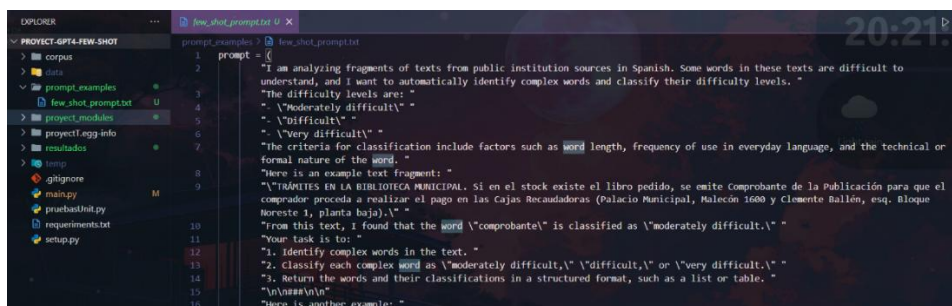 EXPLORER ···
few_shot_prompt.txt U ×
20:21:
PROYECT-GPT4-FEW-SHOT
corpus
data
prompt_examples
few_shot_prompt.txt U
proyect_modules
proyectT.egg-info
resultados
temp
.gitignore
main.py M
pruebasUnit.py
requeriments.txt
setup.py
prompt_examples > few_shot_prompt.txt
1 prompt = (
2 "I am analyzing fragments of texts from public institution sources in Spanish. Some words in these texts are difficult to
understand, and I want to automatically identify complex words and classify their difficulty levels. "
3 "The difficulty levels are: "
4 "- \"Moderately difficult\" "
5 "- \"Difficult\" "
6 "- \"Very difficult\" "
7 "The criteria for classification include factors such as word length, frequency of use in everyday language, and the technical or
formal nature of the word. "
8 "Here is an example text fragment: "
9 "\"TRÁMITES EN LA BIBLIOTECA MUNICIPAL. Si en el stock existe el libro pedido, se emite Comprobante de la Publicación para que el
comprador proceda a realizar el pago en las Cajas Recaudadoras (Palacio Municipal, Malecón 1600 y Clemente Ballén, esq. Bloque
Noreste 1, planta baja).\" "
10 "From this text, I found that the word \"comprobante\" is classified as \"moderately difficult.\" "
11 "Your task is to: "
12 "1. Identify complex words in the text. "
13 "2. Classify each complex word as \"moderately difficult,\" \"difficult,\" or \"very difficult.\" "
14 "3. Return the words and their classifications in a structured format, such as a list or table. "
15 "\n\n###\n\n"
16 "Here is another example: "